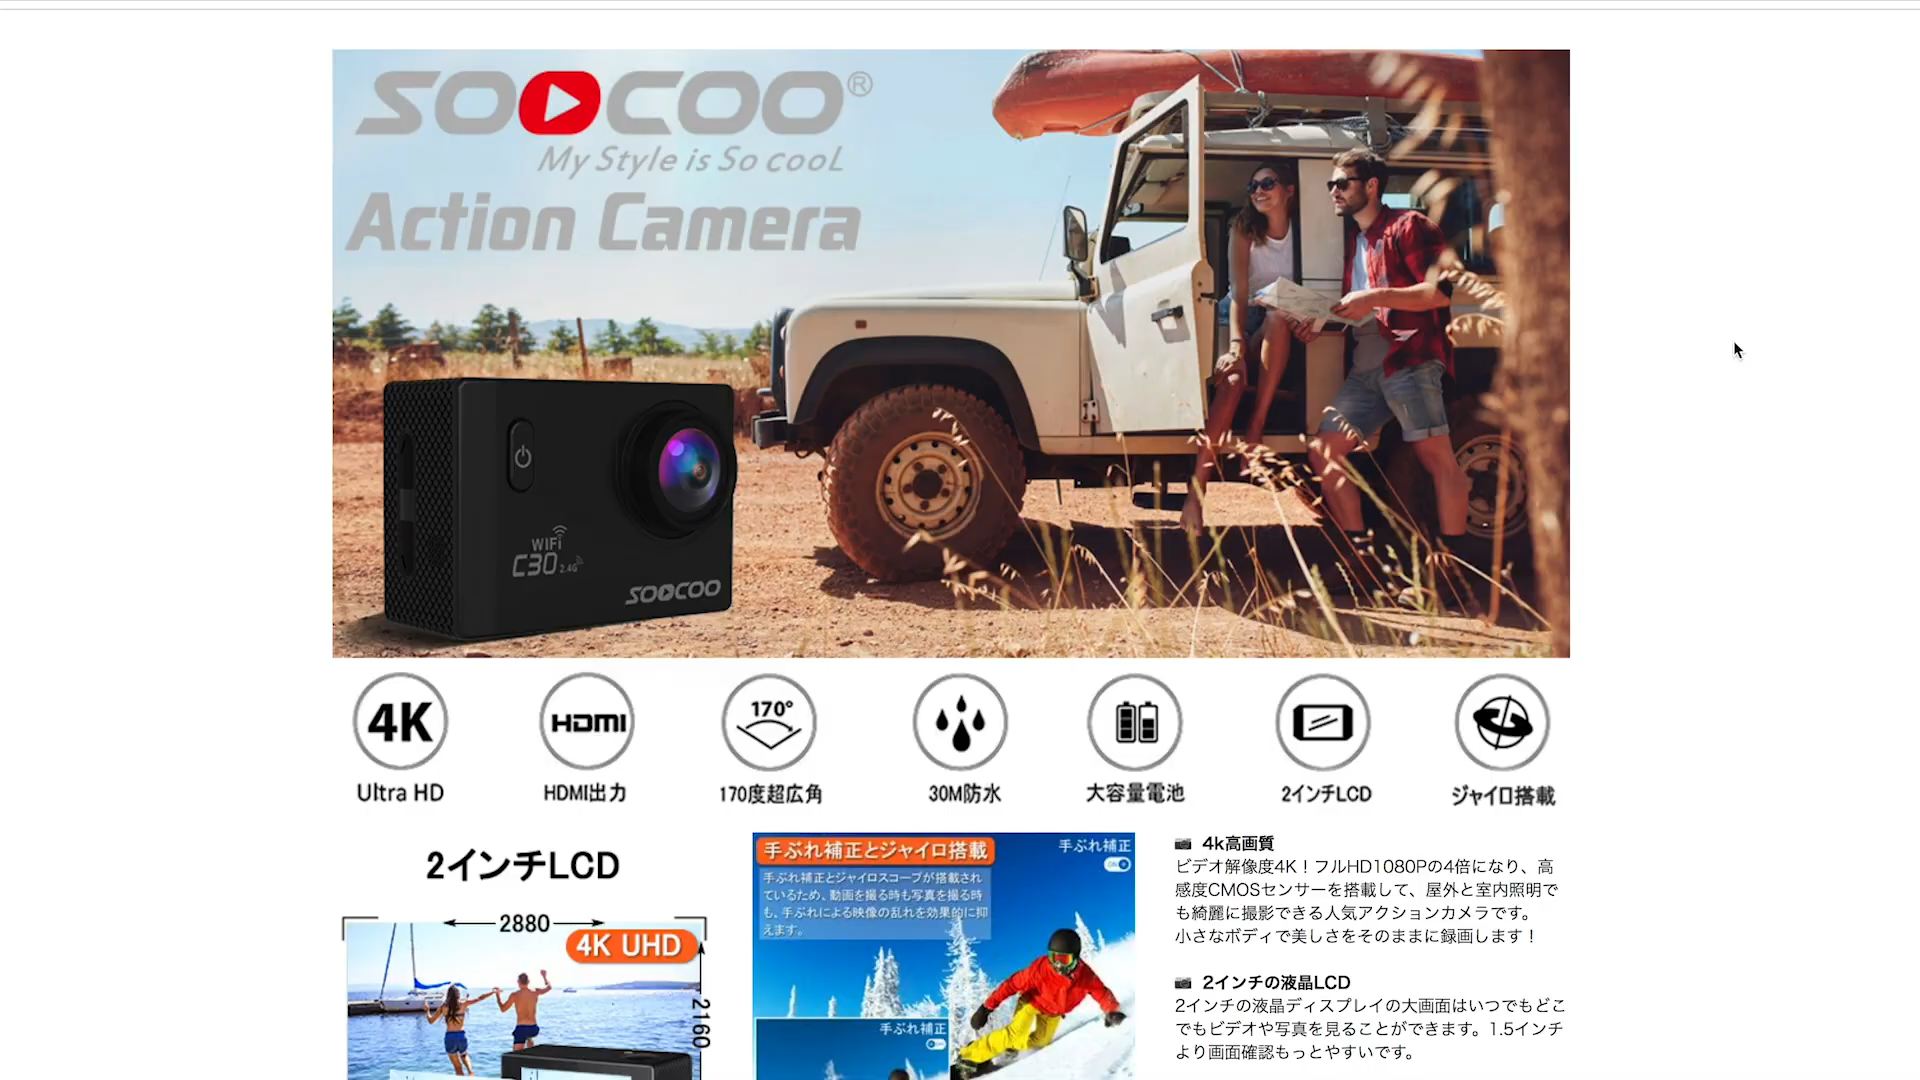 SOOCOO®
My Style is So cooL
Action Camera
WIFi
C30 2.4G
SOOCOO
4K
HDMI
170°
Ultra HD
HDMI出力
170度超広角
30M防水
大容量電池
2インチLCD
ジャイロ搭載
2インチLCD
2880
4K UHD
2160
手ぶれ補正とジャイロ搭載
手ぶれ補正とジャイロスコープが搭載され
ているため、動画を撮る時も写真を撮る時
も、手ぶれによる映像の乱れを効果的に抑
えます。
手ぶれ補正
ON
手ぶれ補正
4k高画質
ビデオ解像度4K！フルHD1080Pの4倍になり、高
感度CMOSセンサーを搭載して、屋外と室内照明で
も綺麗に撮影できる人気アクションカメラです。
小さなボディで美しさをそのままに録画します！
2インチの液晶LCD
2インチの液晶ディスプレイの大画面はいつでもどこ
でもビデオや写真を見ることができます。1.5インチ
より画面確認もっとやすいです。